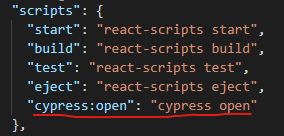 "scripts": {
"start": "react-scripts start",
"build": "react-scripts build",
"test": "react-scripts test",
"eject": "react-scripts eject",
"cypress:open": "cypress open"
},